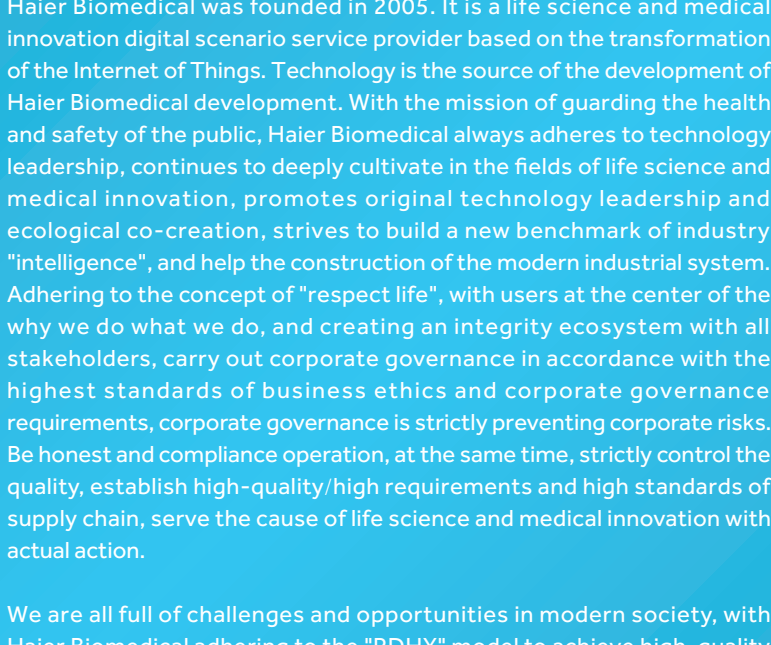 Haier Biomedical was founded in 2005. It is a life science and medical
innovation digital scenario service provider based on the transformation
of the Internet of Things. Technology is the source of the development of
Haier Biomedical development. With the mission of guarding the health
and safety of the public, Haier Biomedical always adheres to technology
leadership, continues to deeply cultivate in the fields of life science and
medical innovation, promotes original technology leadership and
ecological co-creation, strives to build a new benchmark of industry
"intelligence", and help the construction of the modern industrial system.
Adhering to the concept of "respect life", with users at the center of the
why we do what we do, and creating an integrity ecosystem with all
stakeholders, carry out corporate governance in accordance with the
highest standards of business ethics and corporate governance
requirements, corporate governance is strictly preventing corporate risks.
Be honest and compliance operation, at the same time, strictly control the
quality, establish high-quality/high requirements and high standards of
supply chain, serve the cause of life science and medical innovation with
actual action.
We are all full of challenges and opportunities in modern society, with
Haier Biomedical adhering to the model to achieve high-quality